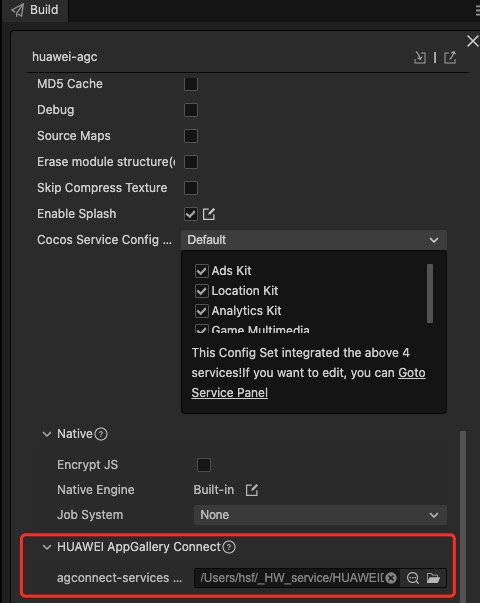 Build
huawei-agc
MD5 Cache
Debug
Source Maps
Erase module structure(
Skip Compress Texture
Enable Splash
Cocos Service Config ... Default
Ads Kit
Location Kit
Analytics Kit
Game Multimedia
This Config Set integrated the above 4
services!If you want to edit, you can Goto
Service Panel
Native
Encrypt JS
Native Engine Built-in
Job System None
HUAWEI AppGallery Connect
agconnect-services ... /Users/hsf/_HW_service/HUAWEI